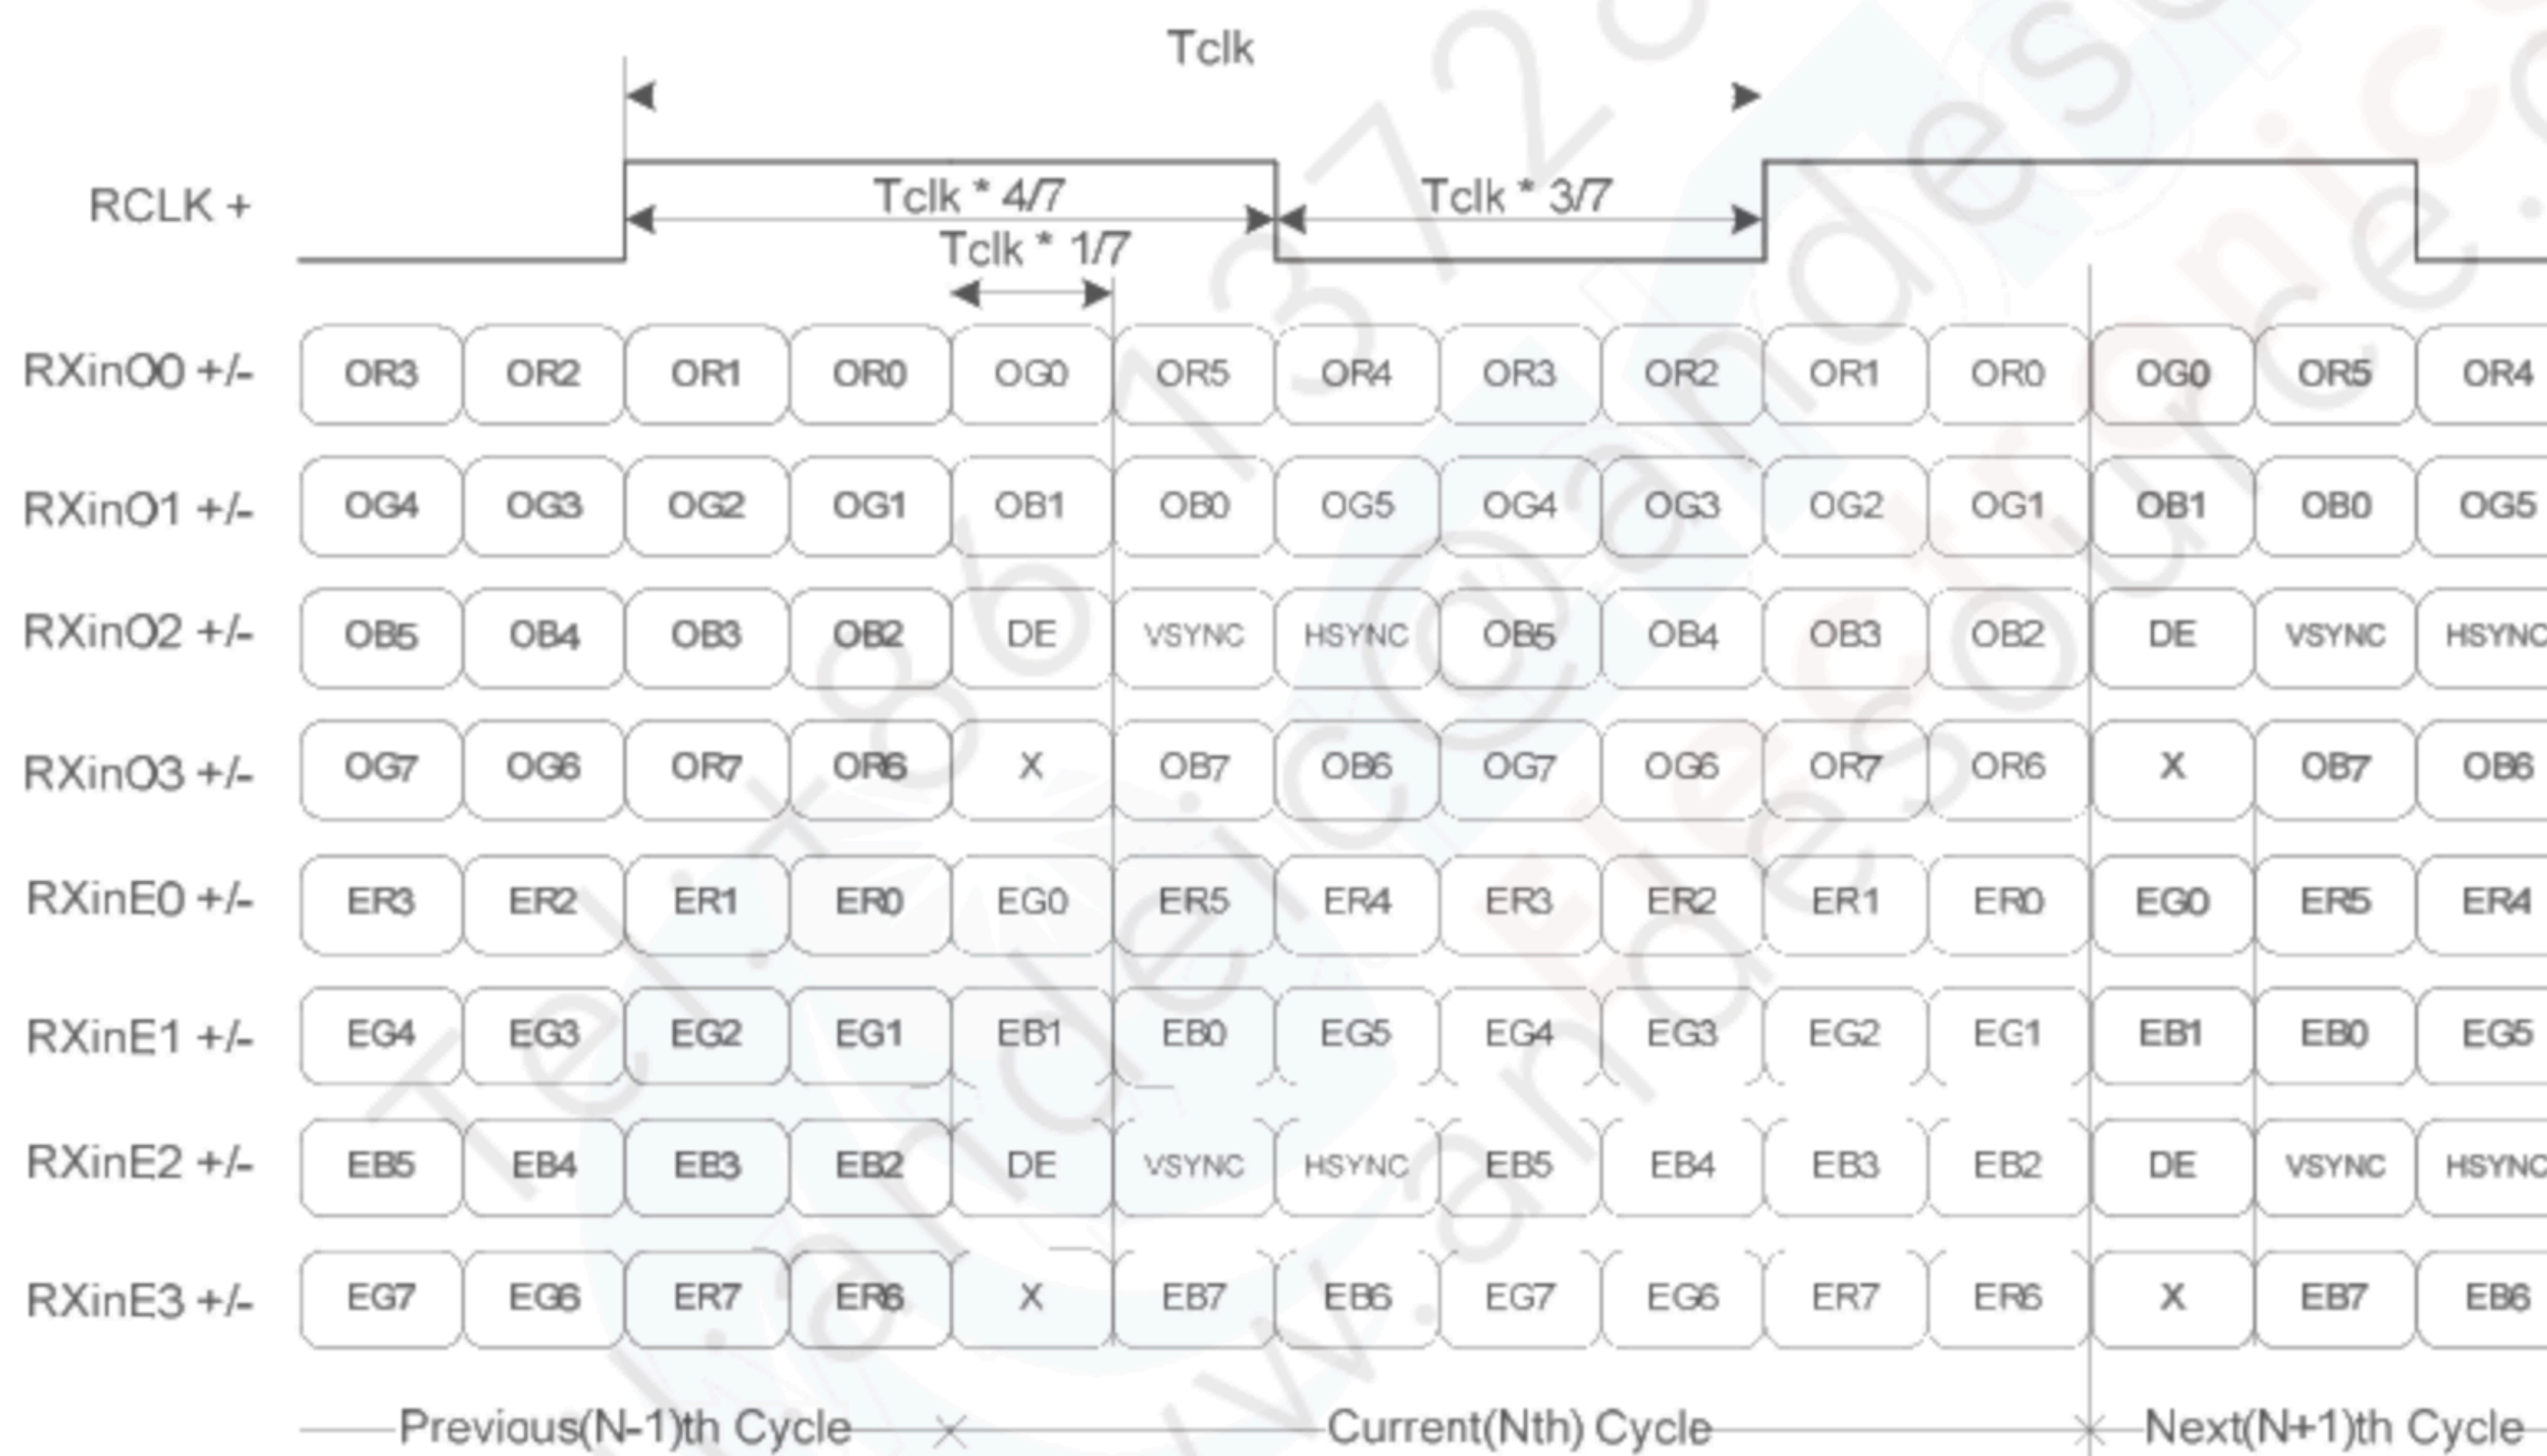 Tclk
RCLK +
Tclk * 4/7
Tclk * 3/7
Tclk * 1/7
RXinO0 +/- OR3 OR2 OR1 OR0 OG0 OR5 OR4 OR3 OR2 OR1 OR0 OG0 OR5 OR4
RXinO1 +/- OG4 OG3 OG2 OG1 OB1 OB0 OG5 OG4 OG3 OG2 OG1 OB1 OB0 OG5
RXinO2 +/- OB5 OB4 OB3 OB2 DE VSYNC HSYNC OB5 OB4 OB3 OB2 DE VSYNC HSYNC
RXinO3 +/- OG7 OG6 OR7 OR6 X OB7 OB6 OG7 OG6 OR7 OR6 X OB7 OB6
RXinE0 +/- ER3 ER2 ER1 ER0 EG0 ER5 ER4 ER3 ER2 ER1 ER0 EG0 ER5 ER4
RXinE1 +/- EG4 EG3 EG2 EG1 EB1 EB0 EG5 EG4 EG3 EG2 EG1 EB1 EB0 EG5
RXinE2 +/- EB5 EB4 EB3 EB2 DE VSYNC HSYNC EB5 EB4 EB3 EB2 DE VSYNC HSYNC
RXinE3 +/- EG7 EG6 ER7 ER6 X EB7 EB6 EG7 EG6 ER7 ER6 X EB7 EB6
Previous(N-1)th Cycle Current(Nth) Cycle Next(N+1)th Cycle